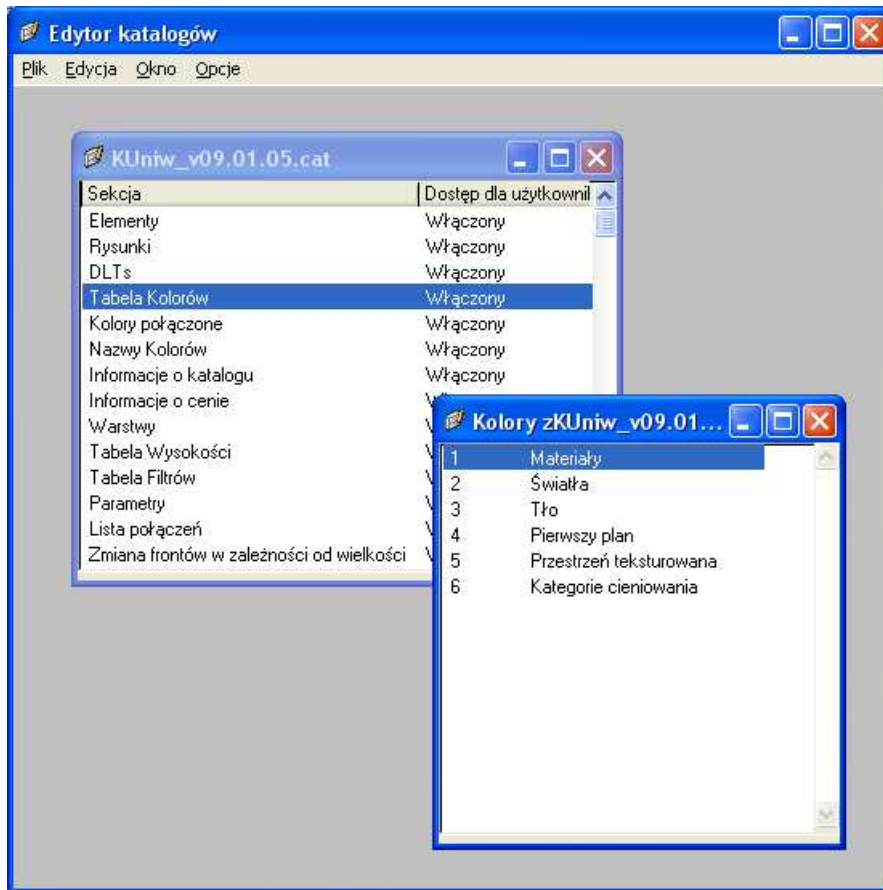 Edytor katalogów
Plik Edycja Okno Opcje
KUniw_v09.01.05.cat
Sekcja Dostęp dla użytkownil
Elementy Włączony
Rysunki Włączony
DLTs Włączony
Tabela Kolorów Włączony
Kolory połączone Włączony
Nazwy Kolorów Włączony
Informacje o katalogu Włączony
Informacje o cenie
Warstwy
Tabela Wysokości
Tabela Filtrów
Parametry
Lista połączeń
Zmiana frontów w zależności od wielkości
Kolory zKUniw_v09.01...
1 Materiały
2 Światła
3 Tło
4 Pierwszy plan
5 Przestrzeń teksturowana
6 Kategorie cieniowania